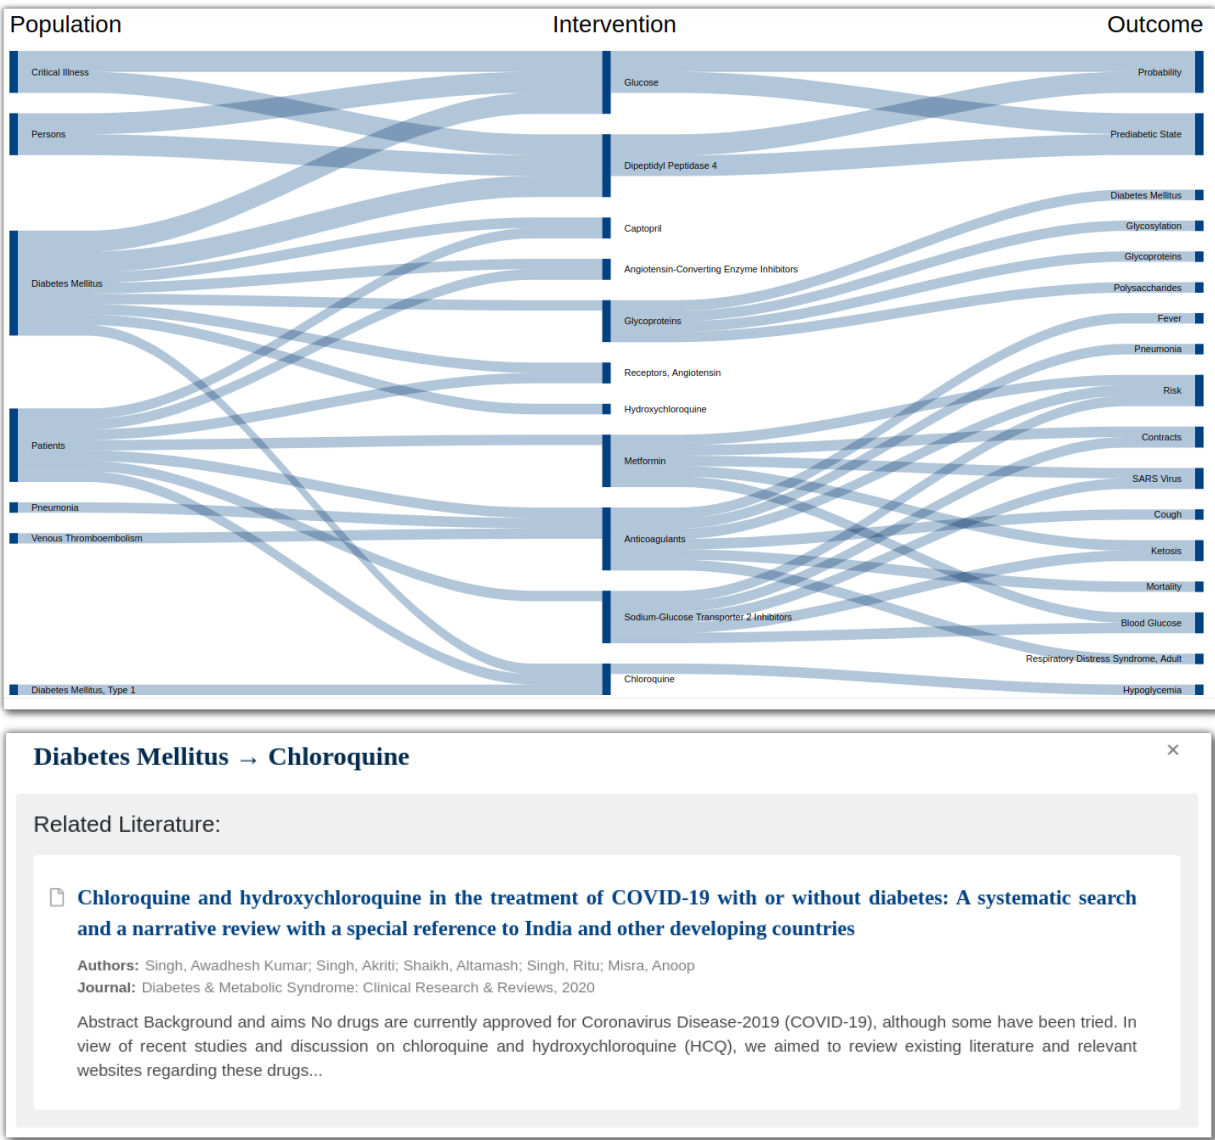 Population
Intervention
Outcome
Critical Illness
Persons
Diabetes Mellitus
Patients
Pneumonia
Venous Thromboembolism
Diabetes Mellitus, Type 1
Glucose
Dipeptidyl Peptidase 4
Captopril
Angiotensin-Converting Enzyme Inhibitors
Glycoproteins
Receptors, Angiotensin
Hydroxychloroquine
Metformin
Anticoagulants
Sodium-Glucose Transporter 2 Inhibitors
Chloroquine
Probability
Prediabetic State
Diabetes Mellitus
Glycosylation
Glycoproteins
Polysaccharides
Fever
Pneumonia
Risk
Contracts
SARS Virus
Cough
Ketosis
Mortality
Blood Glucose
Respiratory Distress Syndrome, Adult
Hypoglycemia
Diabetes Mellitus → Chloroquine
×
Related Literature:
Chloroquine and hydroxychloroquine in the treatment of COVID-19 with or without diabetes: A systematic search
and a narrative review with a special reference to India and other developing countries
Authors: Singh, Awadhesh Kumar; Singh, Akriti; Shaikh, Altamash; Singh, Ritu; Misra, Anoop
Journal: Diabetes & Metabolic Syndrome: Clinical Research & Reviews, 2020
Abstract Background and aims No drugs are currently approved for Coronavirus Disease-2019 (COVID-19), although some have been tried. In
view of recent studies and discussion on chloroquine and hydroxychloroquine (HCQ), we aimed to review existing literature and relevant
websites regarding these drugs...